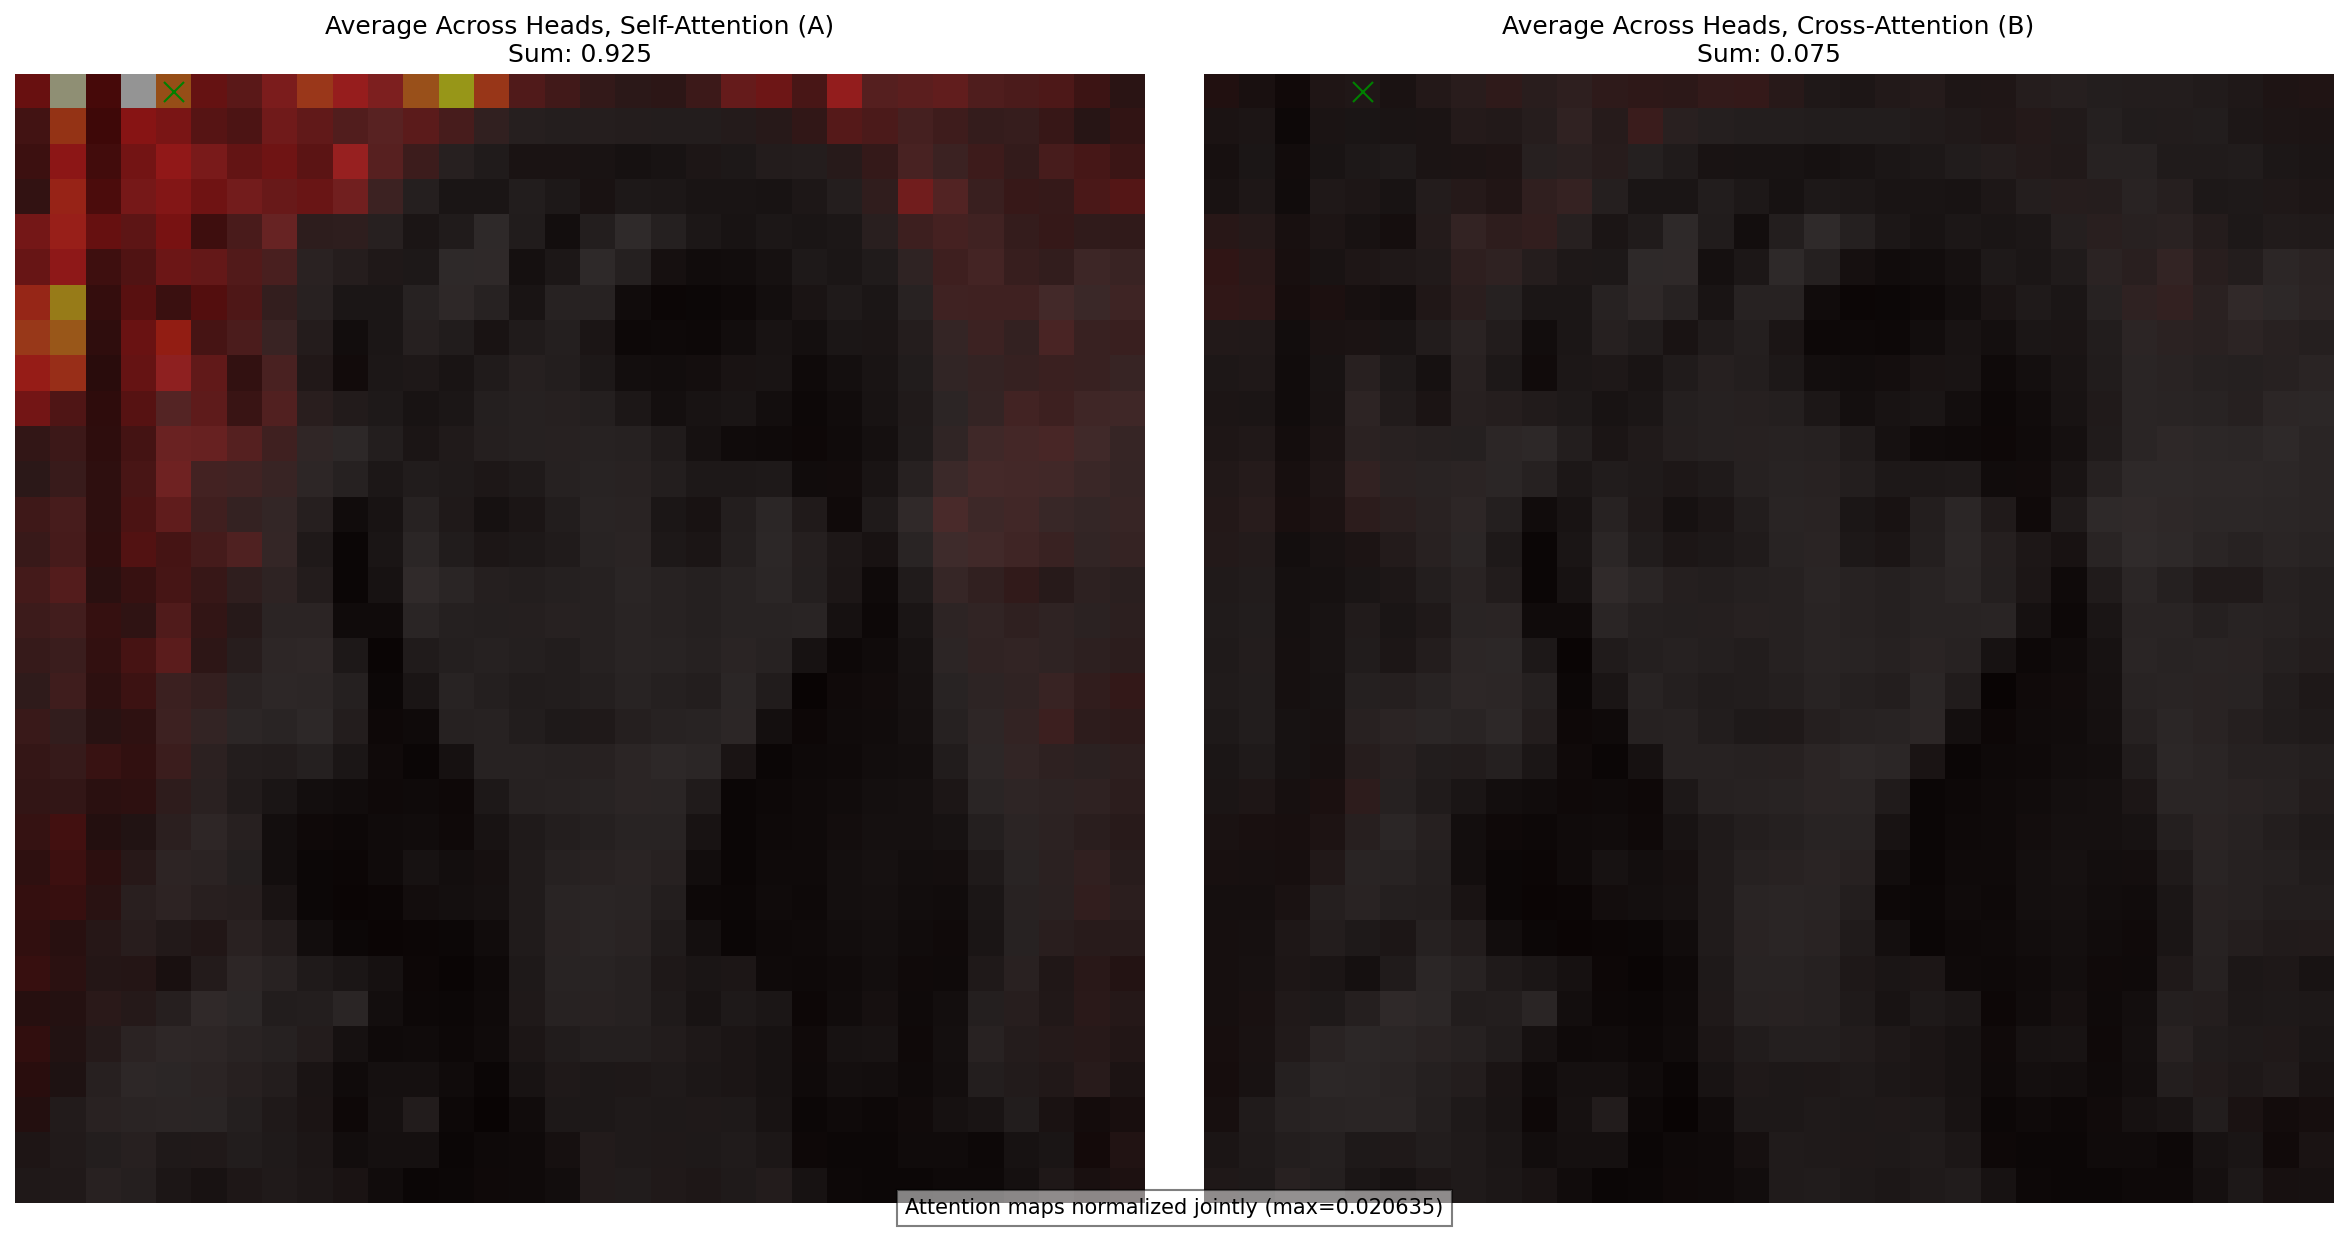 Average Across Heads, Self-Attention (A)
Sum: 0.925
Average Across Heads, Cross-Attention (B)
Sum: 0.075
Attention maps normalized jointly (max=0.020635)